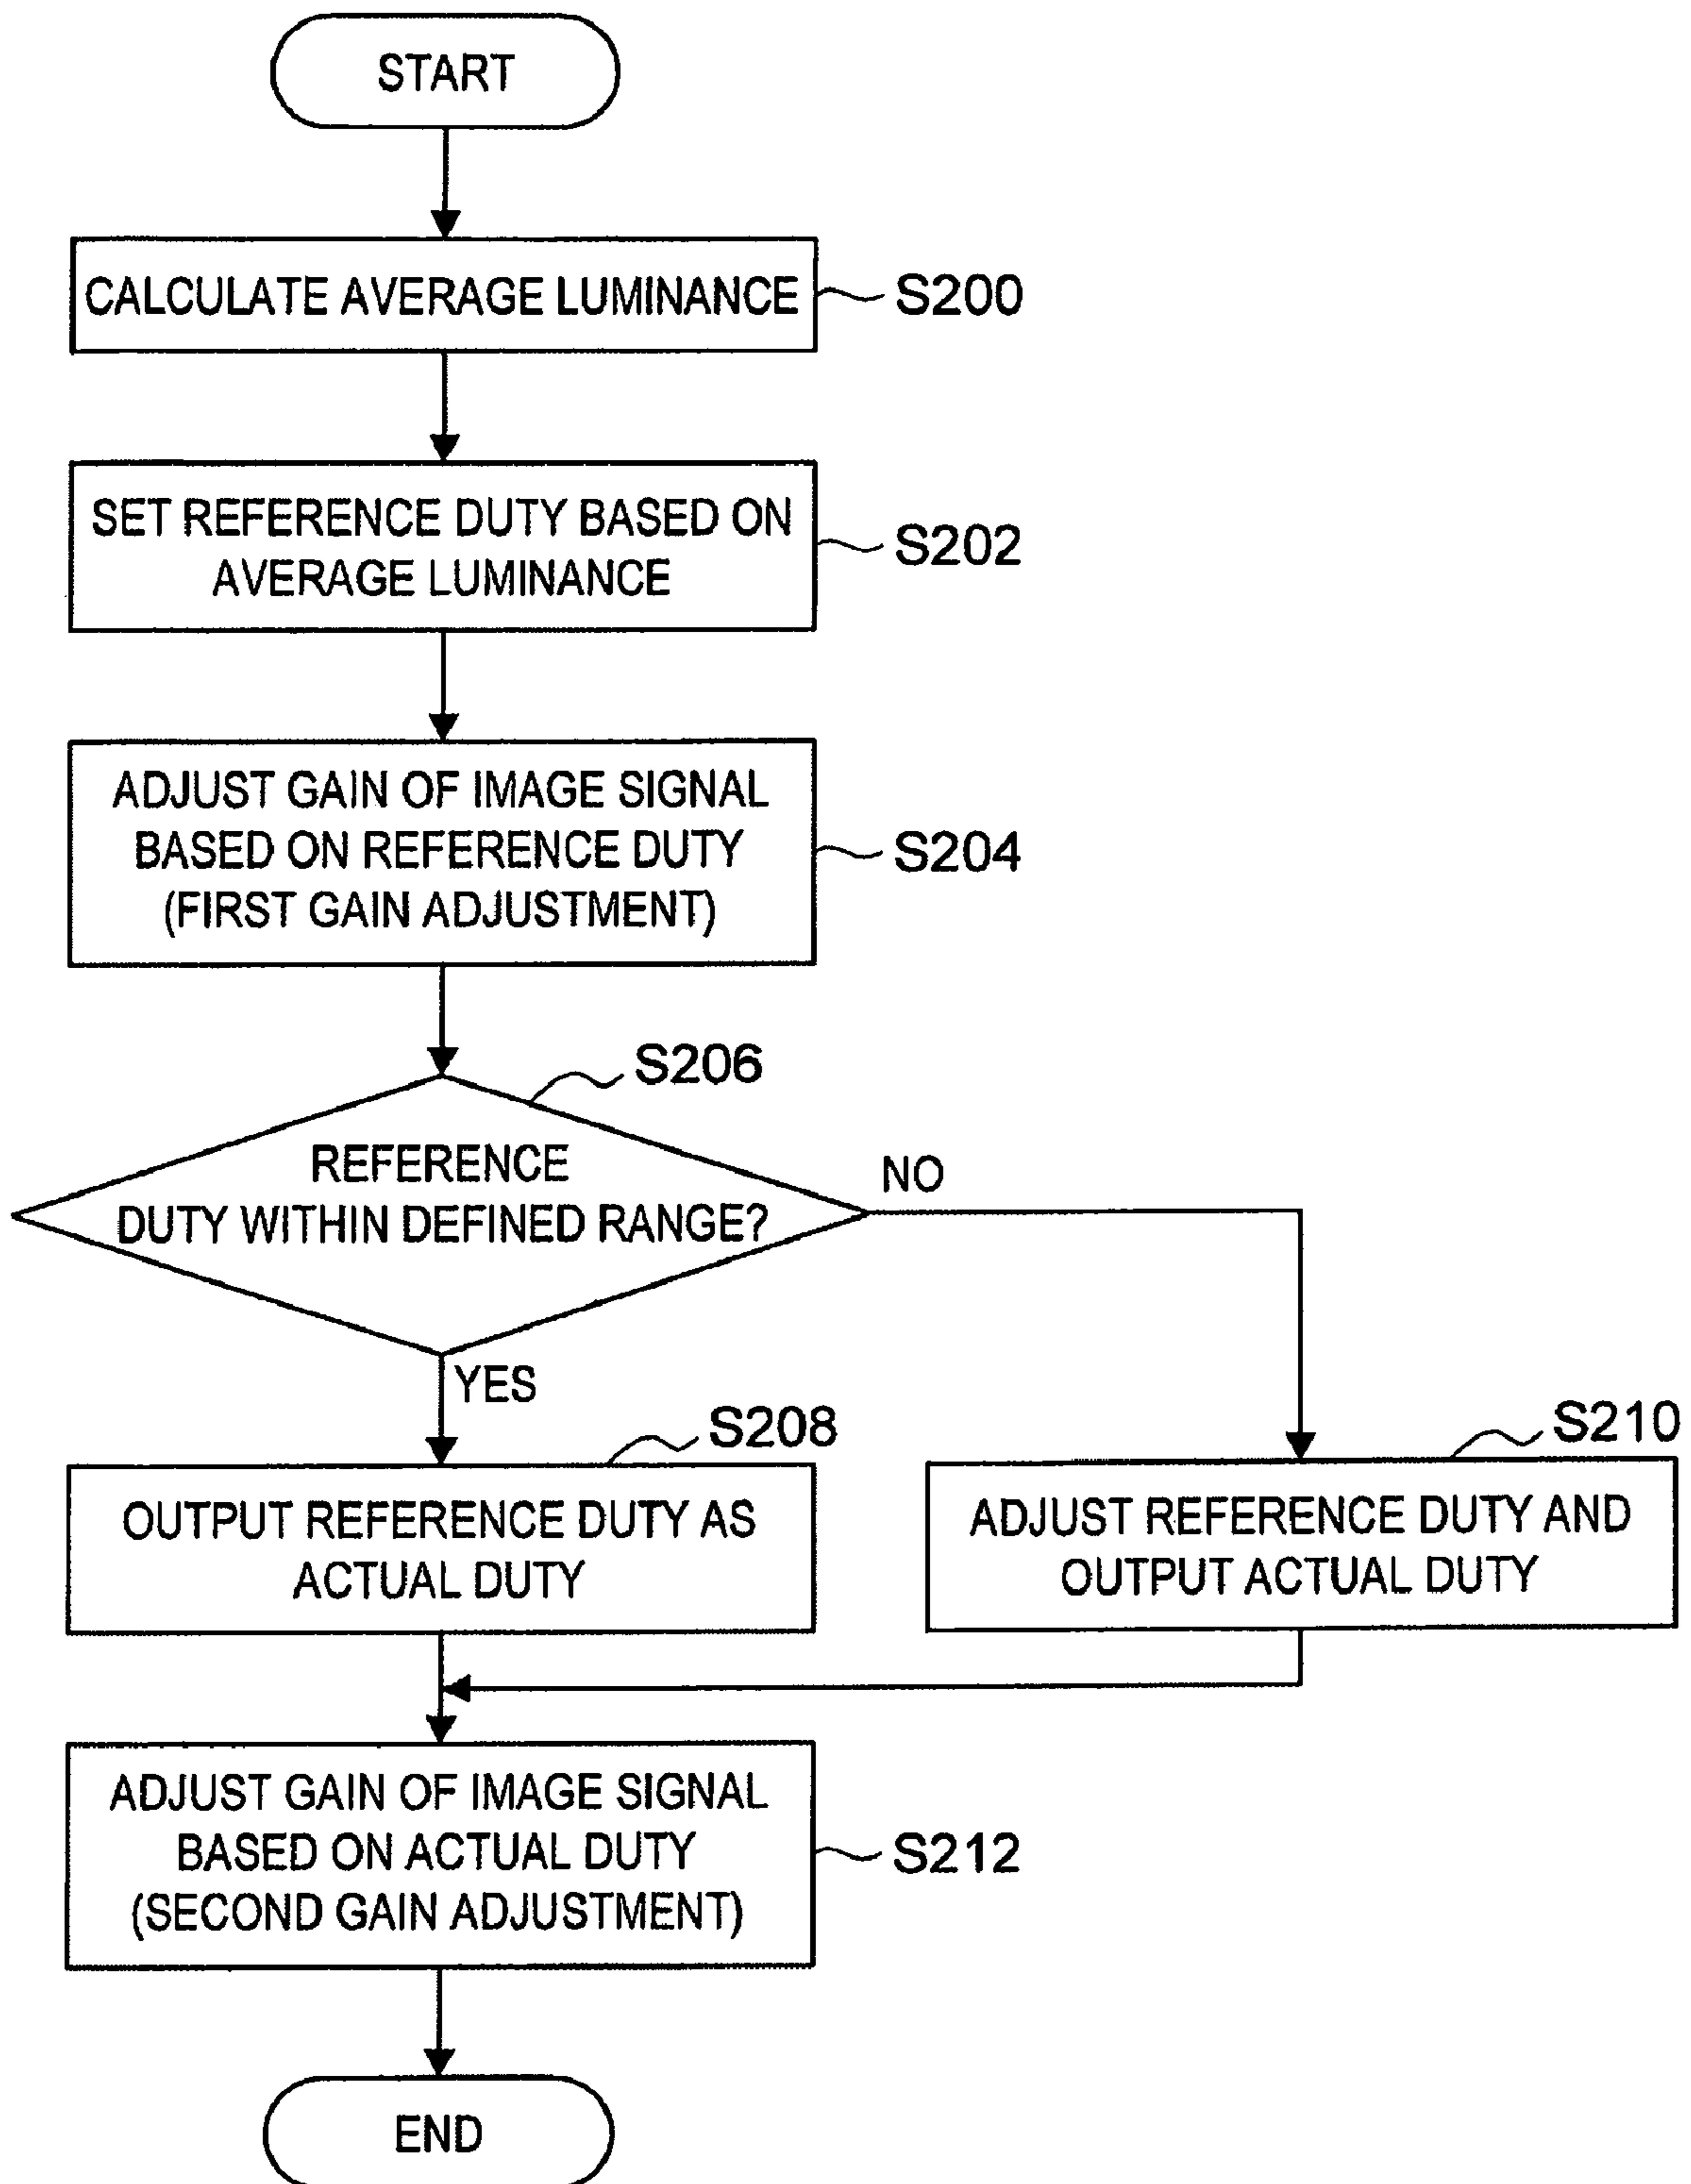 START
CALCULATE AVERAGE LUMINANCE
S200
SET REFERENCE DUTY BASED ON
AVERAGE LUMINANCE
S202
ADJUST GAIN OF IMAGE SIGNAL
BASED ON REFERENCE DUTY
(FIRST GAIN ADJUSTMENT)
S204
S206
REFERENCE
DUTY WITHIN DEFINED RANGE?
NO
YES
S208
OUTPUT REFERENCE DUTY AS
ACTUAL DUTY
S210
ADJUST REFERENCE DUTY AND
OUTPUT ACTUAL DUTY
ADJUST GAIN OF IMAGE SIGNAL
BASED ON ACTUAL DUTY
(SECOND GAIN ADJUSTMENT)
S212
END